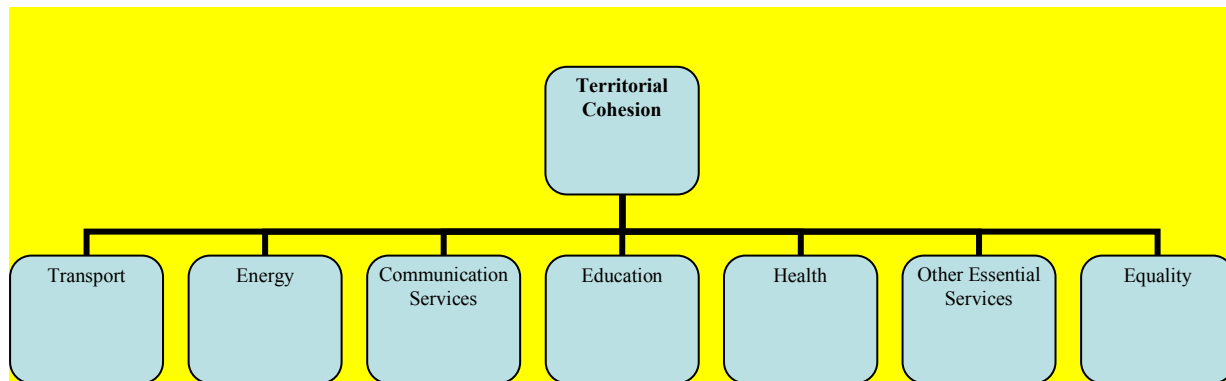 Territorial
Cohesion
Transport
Energy
Communication
Services
Education
Health
Other Essential
Services
Equality